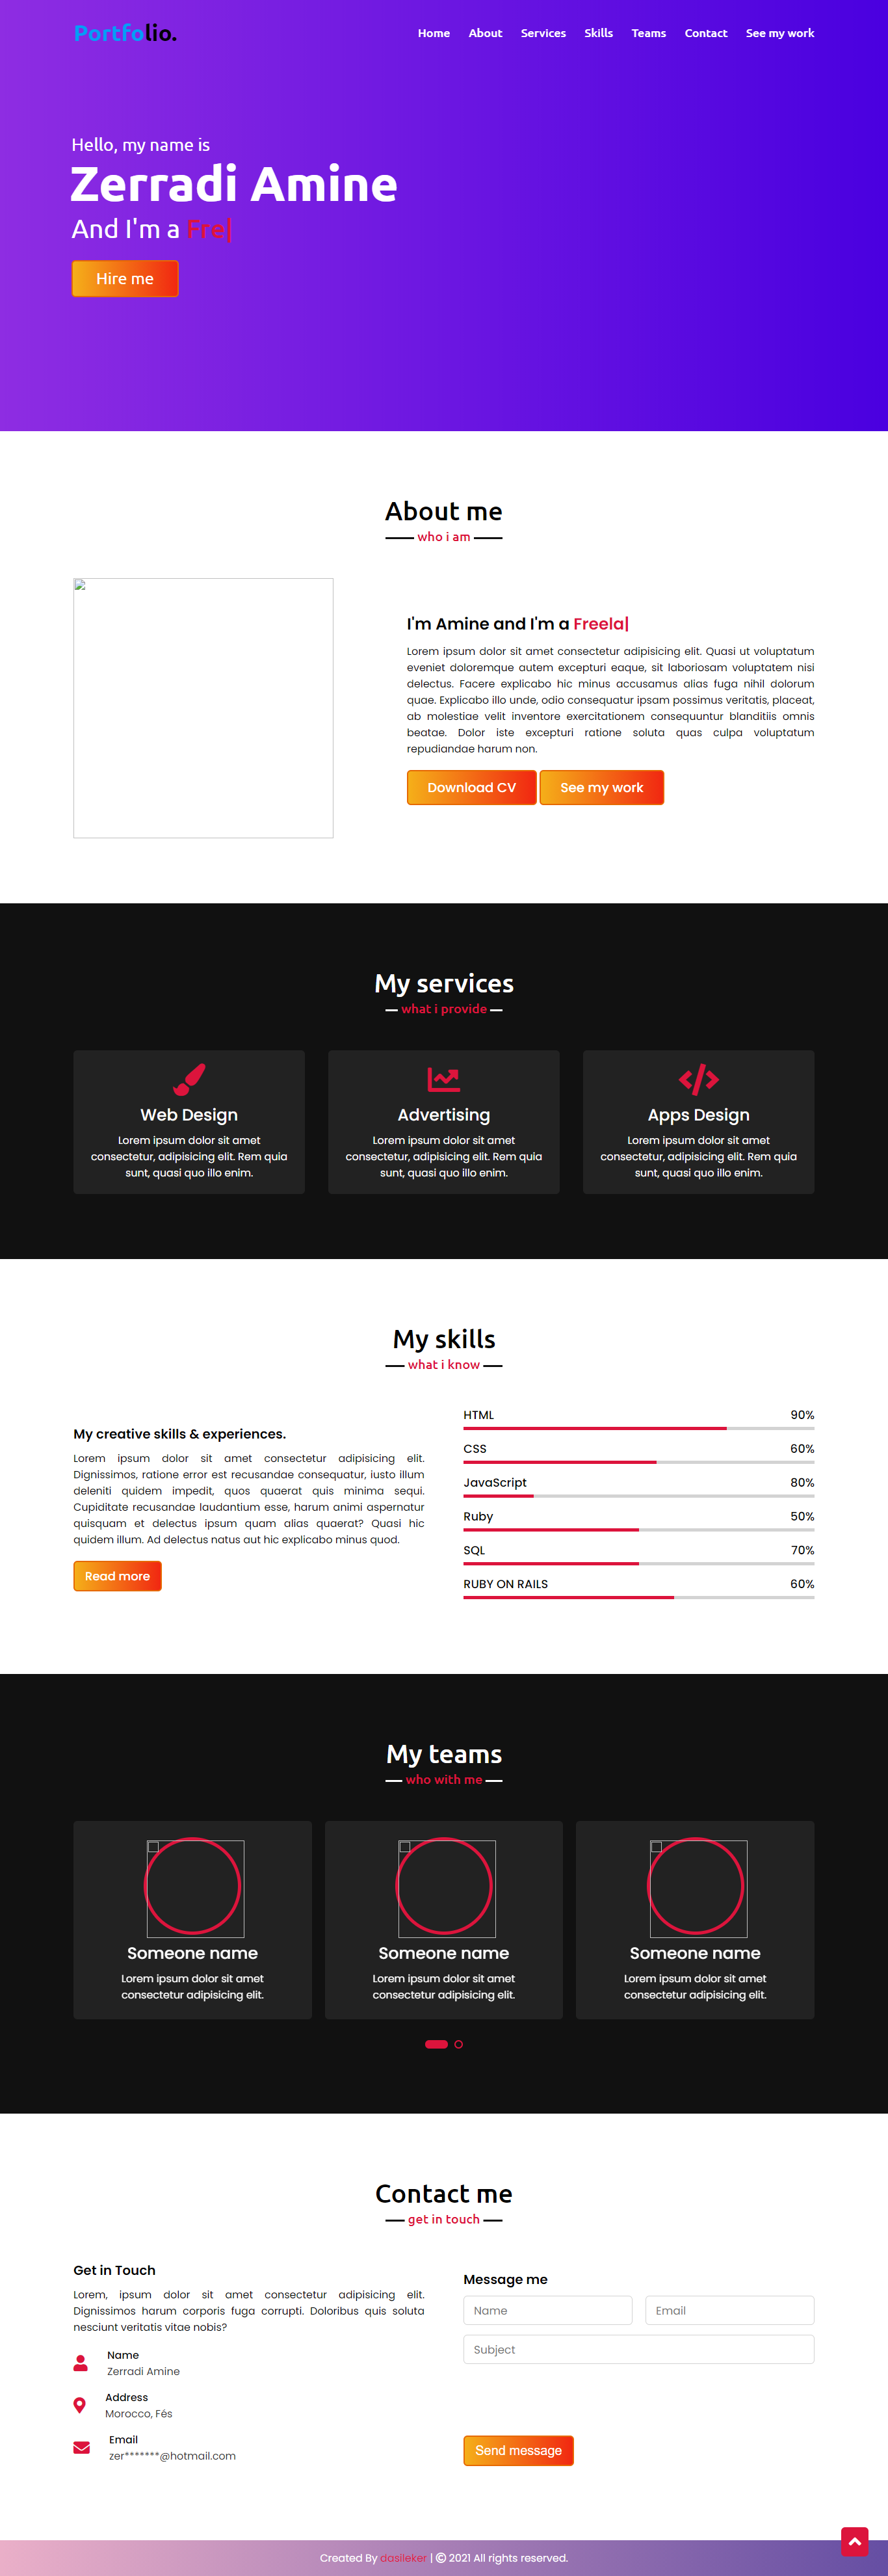 Portfolio.
Home About Services Skills Teams Contact See my work
Hello, my name is
Zerradi Amine
And I'm a Fre|
Hire me
About me
who i am
I'm Amine and I'm a Freela|
Lorem ipsum dolor sit amet consectetur adipisicing elit. Quasi ut voluptatum
eveniet doloremque autem excepturi eaque, sit laboriosam voluptatem nisi
delectus. Facere explicabo hic minus accusamus alias fuga nihil dolorum
quae. Explicabo illo unde, odio consequatur ipsam possimus veritatis, placeat,
ab molestiae velit inventore exercitationem consequuntur blanditiis omnis
beatae. Dolor iste excepturi ratione soluta quas culpa voluptatum
repudiandae harum non.
Download CV See my work
My services
what i provide
Web Design
Lorem ipsum dolor sit amet
consectetur, adipisicing elit. Rem quia
sunt, quasi quo illo enim.
Advertising
Lorem ipsum dolor sit amet
consectetur, adipisicing elit. Rem quia
sunt, quasi quo illo enim.
Apps Design
Lorem ipsum dolor sit amet
consectetur, adipisicing elit. Rem quia
sunt, quasi quo illo enim.
My skills
what i know
My creative skills & experiences.
Lorem ipsum dolor sit amet consectetur adipisicing elit.
Dignissimos, ratione error est recusandae consequatur, iusto illum
deleniti quidem impedit, quos quaerat quis minima sequi.
Cupiditate recusandae laudantium esse, harum animi aspernatur
quisquam et delectus ipsum quam alias quaerat? Quasi hic
quidem illum. Ad delectus natus aut hic explicabo minus quod.
Read more
HTML 90%
CSS 60%
JavaScript 80%
Ruby 50%
SQL 70%
RUBY ON RAILS 60%
My teams
who with me
Someone name
Lorem ipsum dolor sit amet
consectetur adipisicing elit.
Someone name
Lorem ipsum dolor sit amet
consectetur adipisicing elit.
Someone name
Lorem ipsum dolor sit amet
consectetur adipisicing elit.
Contact me
get in touch
Get in Touch
Lorem, ipsum dolor sit amet consectetur adipisicing elit.
Dignissimos harum corporis fuga corrupti. Doloribus quis soluta
nesciunt veritatis vitae nobis?
Name
Zerradi Amine
Address
Morocco, Fés
Email
zer*******@hotmail.com
Message me
Name Email
Subject
Send message
Created By dasileker | © 2021 All rights reserved.